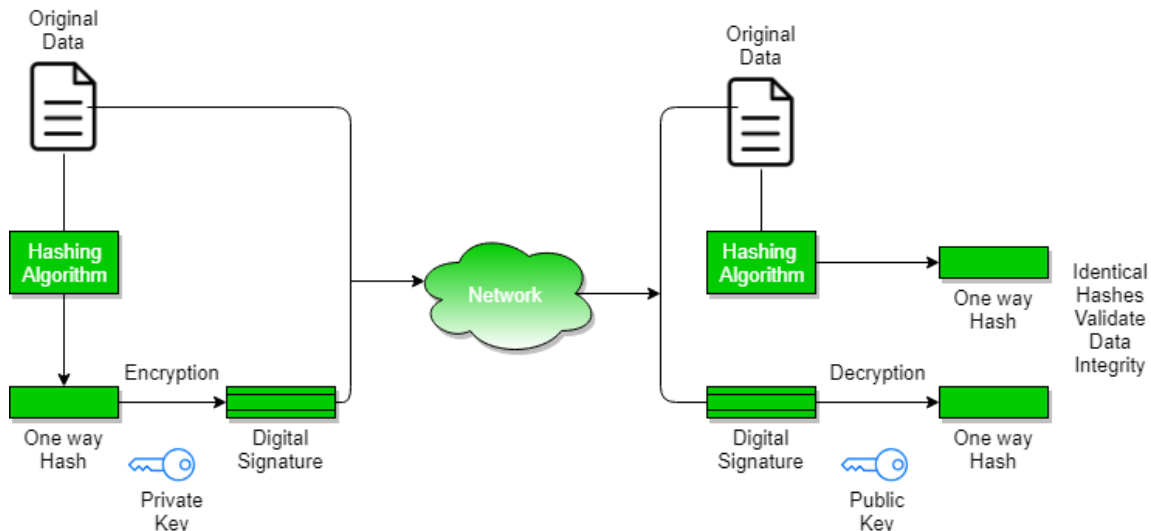 Original
Data
Hashing
Algorithm
One way
Hash
Encryption
Private
Key
Digital
Signature
Network
Original
Data
Hashing
Algorithm
One way
Hash
Digital
Signature
Decryption
Public
Key
One way
Hash
Identical
Hashes
Validate
Data
Integrity